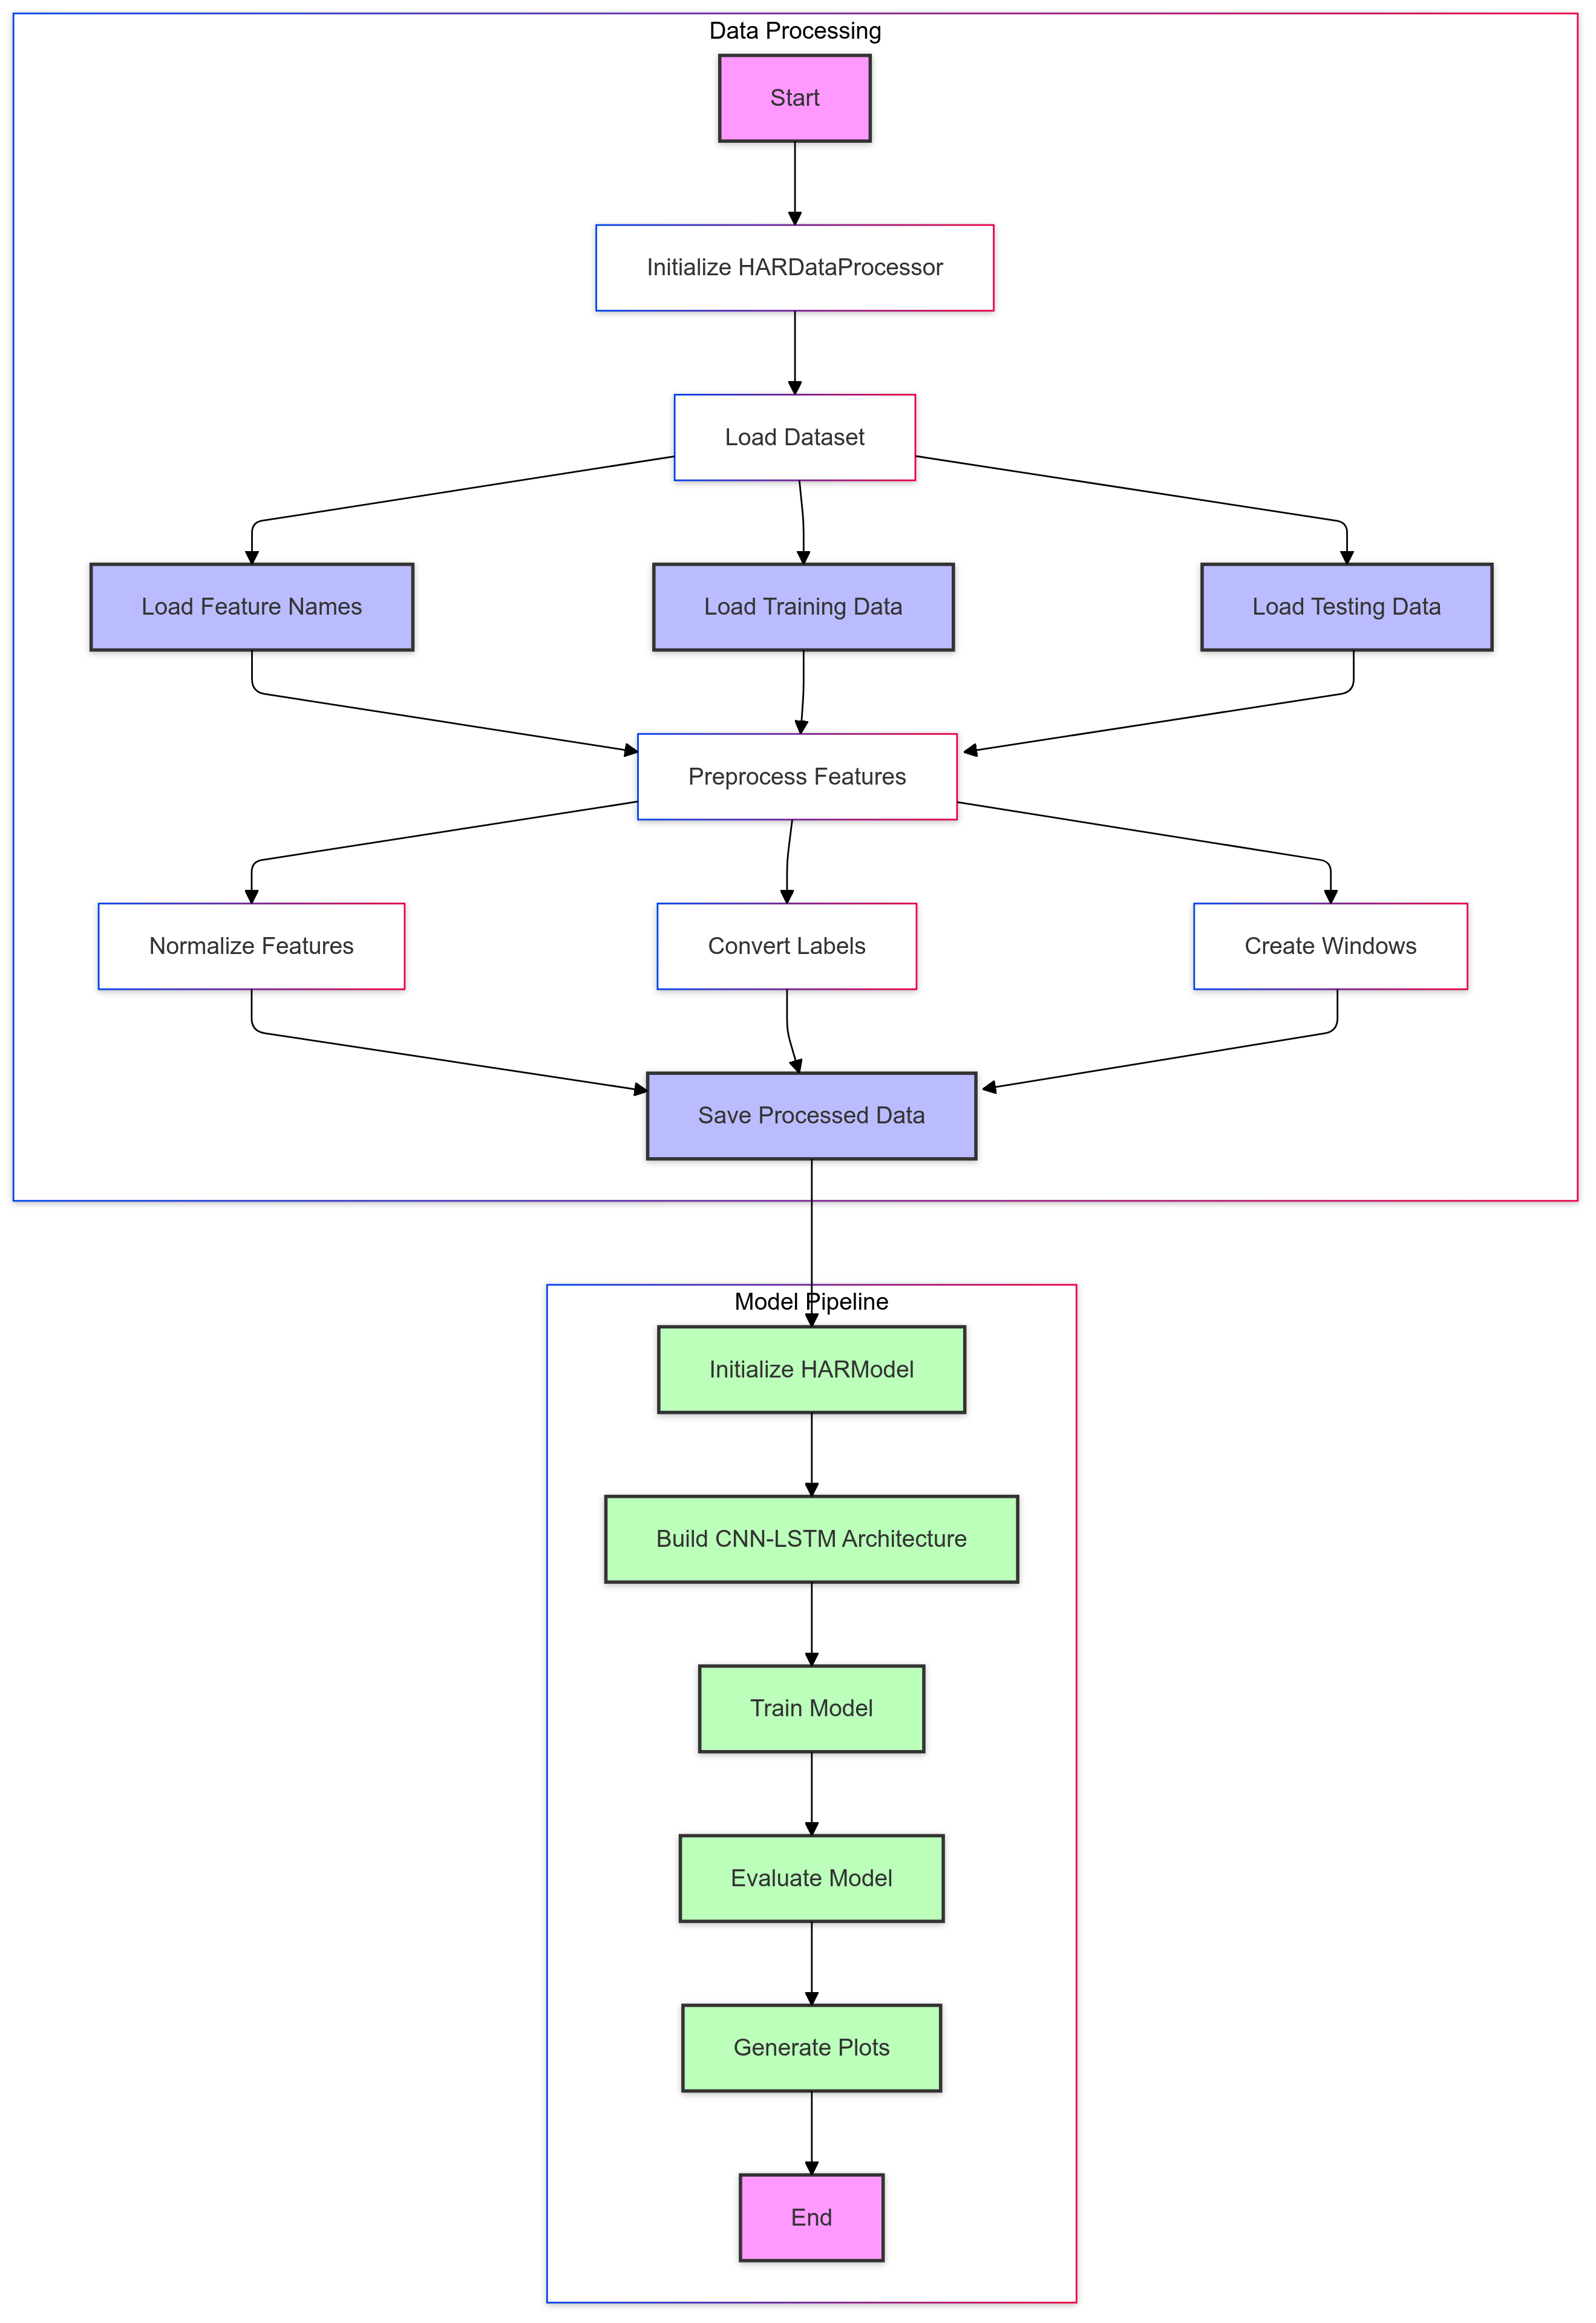 Data Processing
Start
Initialize HARDataProcessor
Load Dataset
Load Feature Names
Load Training Data
Load Testing Data
Preprocess Features
Normalize Features
Convert Labels
Create Windows
Save Processed Data
Model Pipeline
Initialize HARModel
Build CNN-LSTM Architecture
Train Model
Evaluate Model
Generate Plots
End